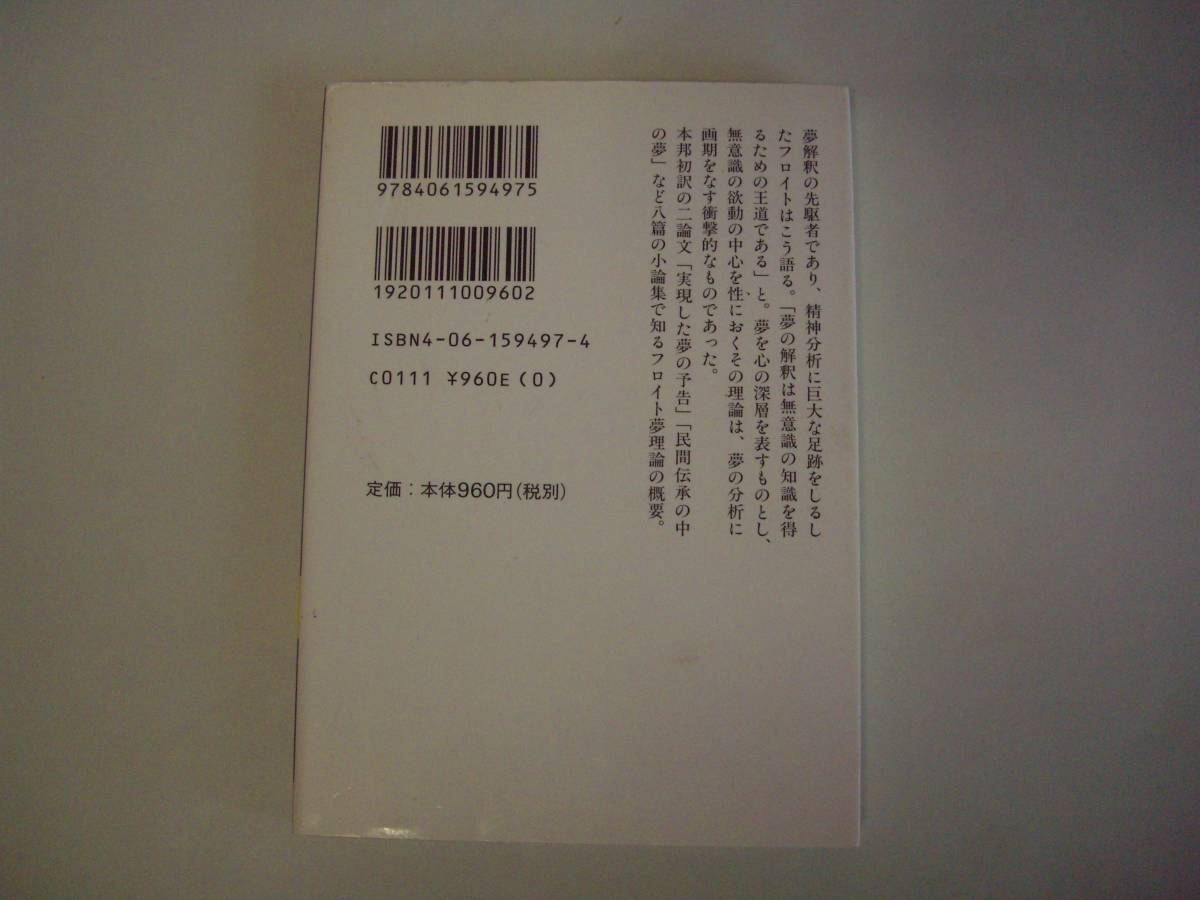 夢解釈の先駆者であり、精神分析に巨大な足跡をしるし
たフロイトはこう語る。「夢の解釈は無意識の知識を得
るための王道である」と。夢を心の深層を表すものとし、
無意識の欲動の中心を性におくその理論は、夢の分析に
画期をなす衝撃的なものであった。
本邦初訳の二論文「実現した夢の予告」「民間伝承の中
の夢」など八篇の小論集で知るフロイト夢理論の概要。
9784061594975
1920111009602
ISBN4-06-159497-4
C0111 ¥960E (0)
定価：本体960円(税別)